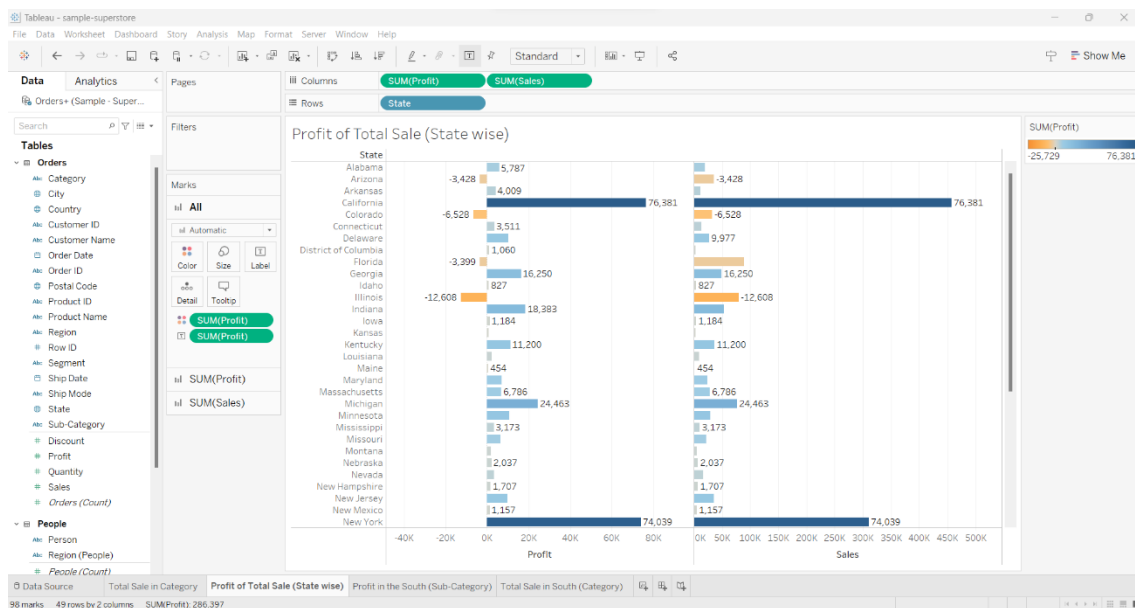 Tableau - sample-superstore
File Data Worksheet Dashboard Story Analysis Map Format Server Window Help
Standard
Show Me
Data Analytics
Orders+ (Sample - Super...
Search
Tables
Orders
Abc Category
City
Country
Abc Customer ID
Abc Customer Name
Order Date
Abc Order ID
Postal Code
Abc Product ID
Abc Product Name
Abc Region
# Row ID
Abc Segment
Ship Date
Abc Ship Mode
State
Abc Sub-Category
# Discount
# Profit
# Quantity
# Sales
# Orders (Count)
People
Abc Person
Abc Region (People)
# People (Count)
Pages
Filters
Marks
All
Automatic
Color Size Label
Detail Tooltip
SUM(Profit)
SUM(Profit)
SUM(Profit)
SUM(Sales)
Columns SUM(Profit) SUM(Sales)
Rows State
Profit of Total Sale (State wise)
State
Alabama 5,787
Arizona -3,428 -3,428
Arkansas 4,009
California 76,381 76,381
Colorado -6,528 -6,528
Connecticut 3,511
Delaware 9,977
District of Columbia 1,060
Florida -3,399
Georgia 16,250 16,250
Idaho 827 827
Illinois -12,608 -12,608
Indiana 18,383
Iowa 1,184 1,184
Kansas
Kentucky 11,200 11,200
Louisiana
Maine 454 454
Maryland
Massachusetts 6,786 6,786
Michigan 24,463 24,463
Minnesota
Mississippi 3,173 3,173
Missouri
Montana
Nebraska 2,037 2,037
Nevada
New Hampshire 1,707 1,707
New Jersey
New Mexico 1,157 1,157
New York 74,039 74,039
-40K -20K 0K 20K 40K 60K 80K 0K 50K 100K 150K 200K 250K 300K 350K 400K 450K 500K
Profit Sales
SUM(Profit)
-25,729 76,381
Data Source Total Sale in Category Profit of Total Sale (State wise) Profit in the South (Sub-Category) Total Sale in South (Category)
98 marks 49 rows by 2 columns SUM(Profit): 286,397